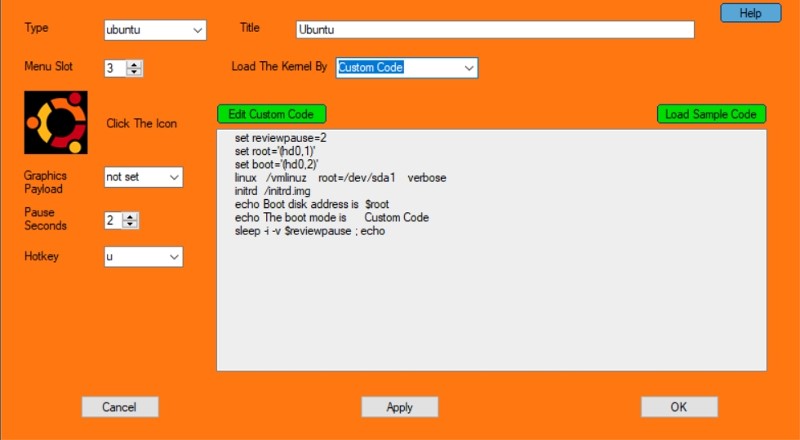 Help
Type ubuntu Title Ubuntu
Menu Slot 3 Load The Kernel By Custom Code
Edit Custom Code Load Sample Code
Click The Icon
set reviewpause=2
set root='(hd0,1)'
set boot='(hd0,2)'
linux /vmlinuz root=/dev/sda1 verbose
initrd /initrd.img
echo Boot disk address is $root
echo The boot mode is Custom Code
sleep -i -v $reviewpause ; echo
Graphics
Payload not set
Pause
Seconds 2
Hotkey u
Cancel Apply OK